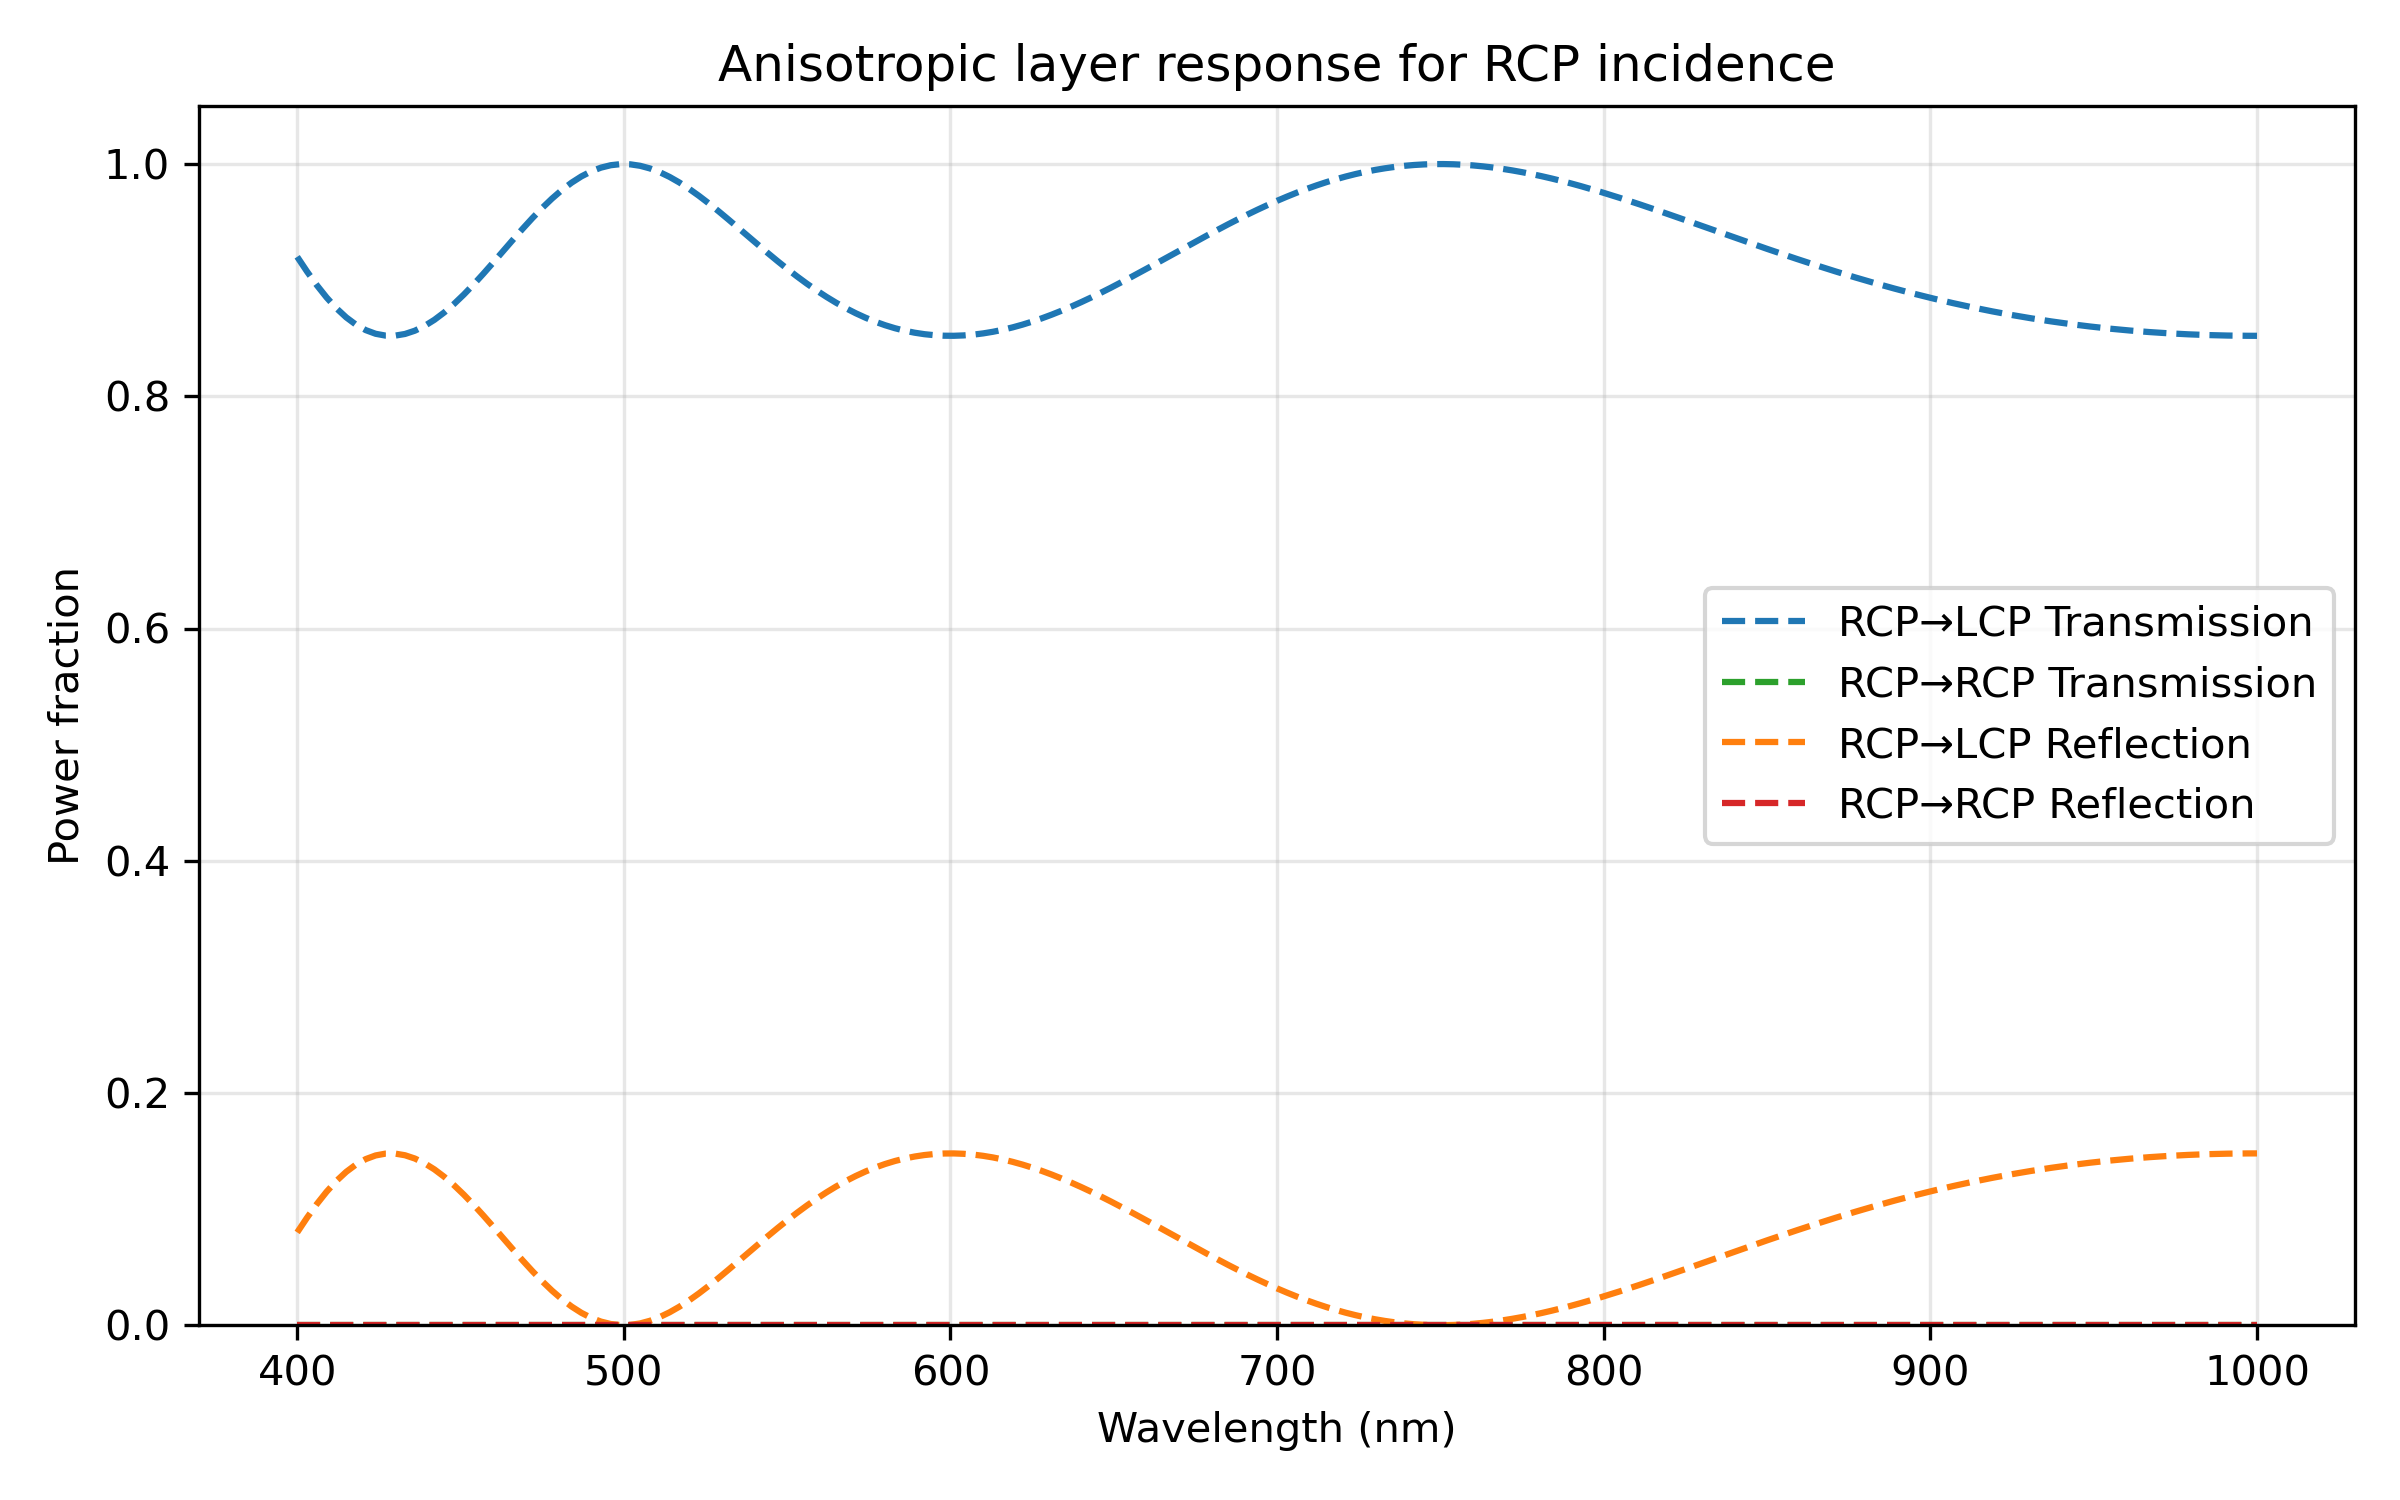 Anisotropic layer response for RCP incidence
1.0
0.8
0.6
0.4
0.2
0.0
Power fraction
RCP→LCP Transmission
RCP→RCP Transmission
RCP→LCP Reflection
RCP→RCP Reflection
400 500 600 700 800 900 1000
Wavelength (nm)